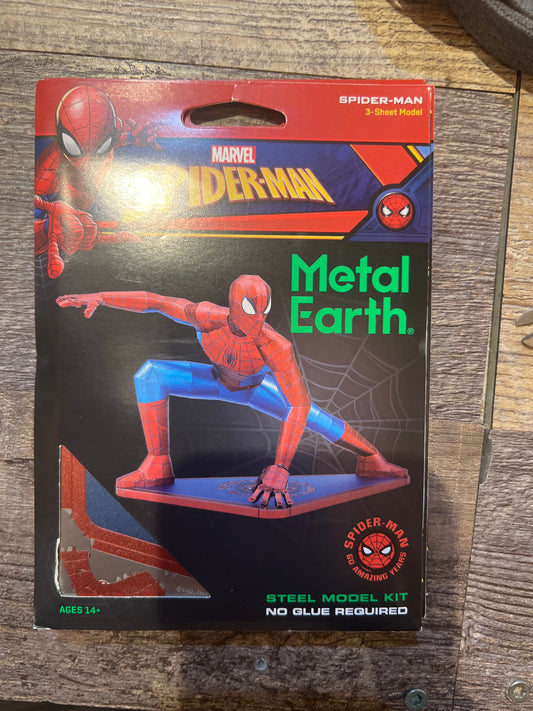 SPIDER-MAN
3-Sheet Model
MARVEL
SPIDER-MAN
Metal
Earth®
SPIDER-MAN
60 AMAZING YEARS
STEEL MODEL KIT
NO GLUE REQUIRED
AGES 14+